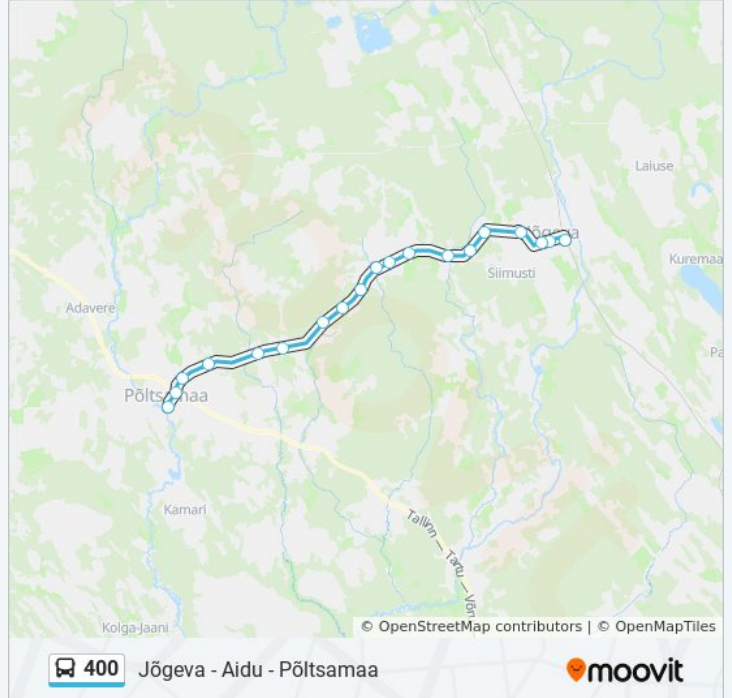 Laiuse
Jõgeva
Kuremaa
Siimusti
Adavere
Pa
Põltsamaa
Kamari
Tallinn — Tartu — Võr
Kolga-Jaani
© OpenStreetMap contributors | © OpenMapTiles
400 Jõgeva - Aidu - Põltsamaa
moovit